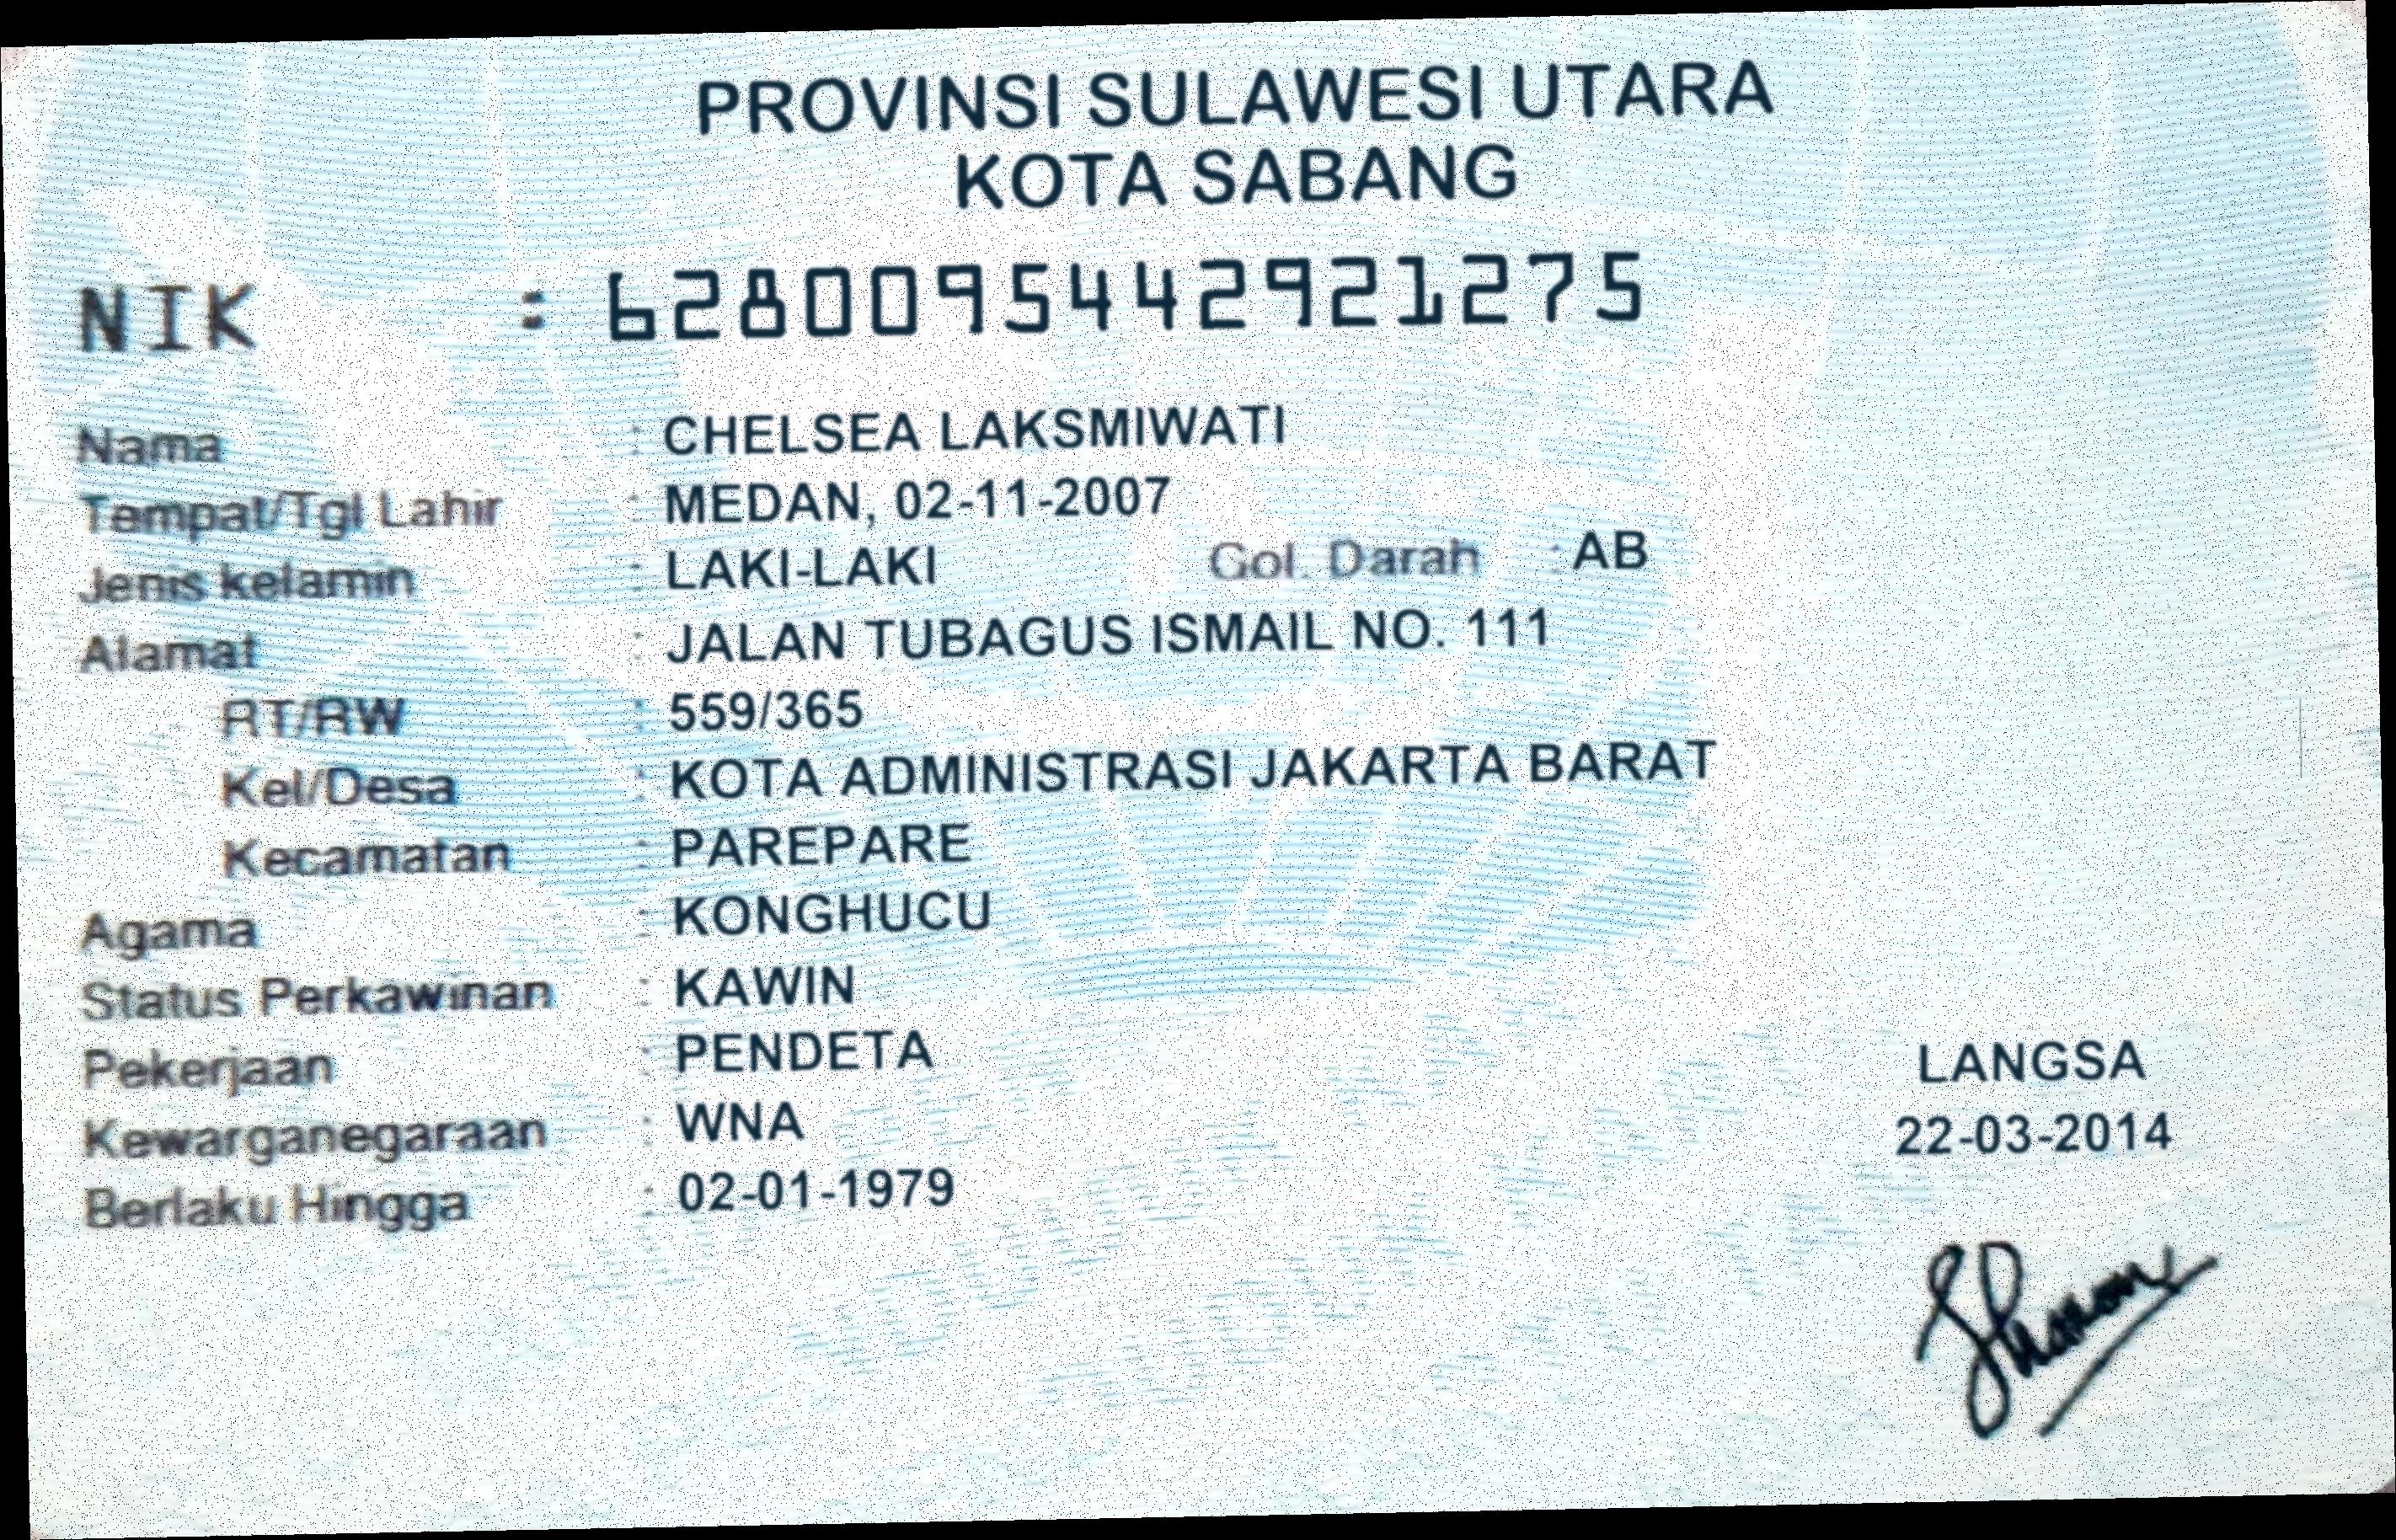 PROVINSI SULAWESI UTARA
KOTA SABANG
NIK : 6280095442921275
Nama : CHELSEA LAKSMIWATI
Tempat/Tgl Lahir : MEDAN, 02-11-2007
Jenis kelamin : LAKI-LAKI Gol. Darah : AB
Alamat : JALAN TUBAGUS ISMAIL NO. 111
RT/RW : 559/365
Kel/Desa : KOTA ADMINISTRASI JAKARTA BARAT
Kecamatan : PAREPARE
Agama : KONGHUCU
Status Perkawinan : KAWIN
Pekerjaan : PENDETA
Kewarganegaraan : WNA
Berlaku Hingga : 02-01-1979
LANGSA
22-03-2014